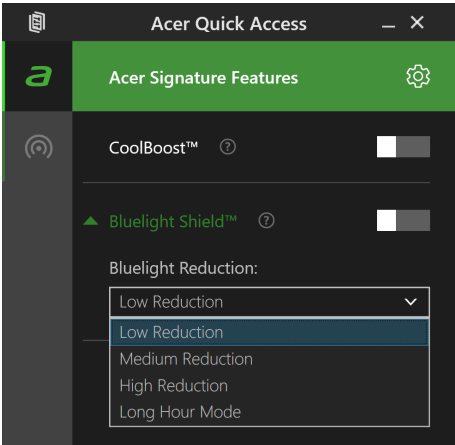 Acer Quick Access
Acer Signature Features
CoolBoost™ ?
Bluelight Shield™ ?
Bluelight Reduction:
Low Reduction
Low Reduction
Medium Reduction
High Reduction
Long Hour Mode